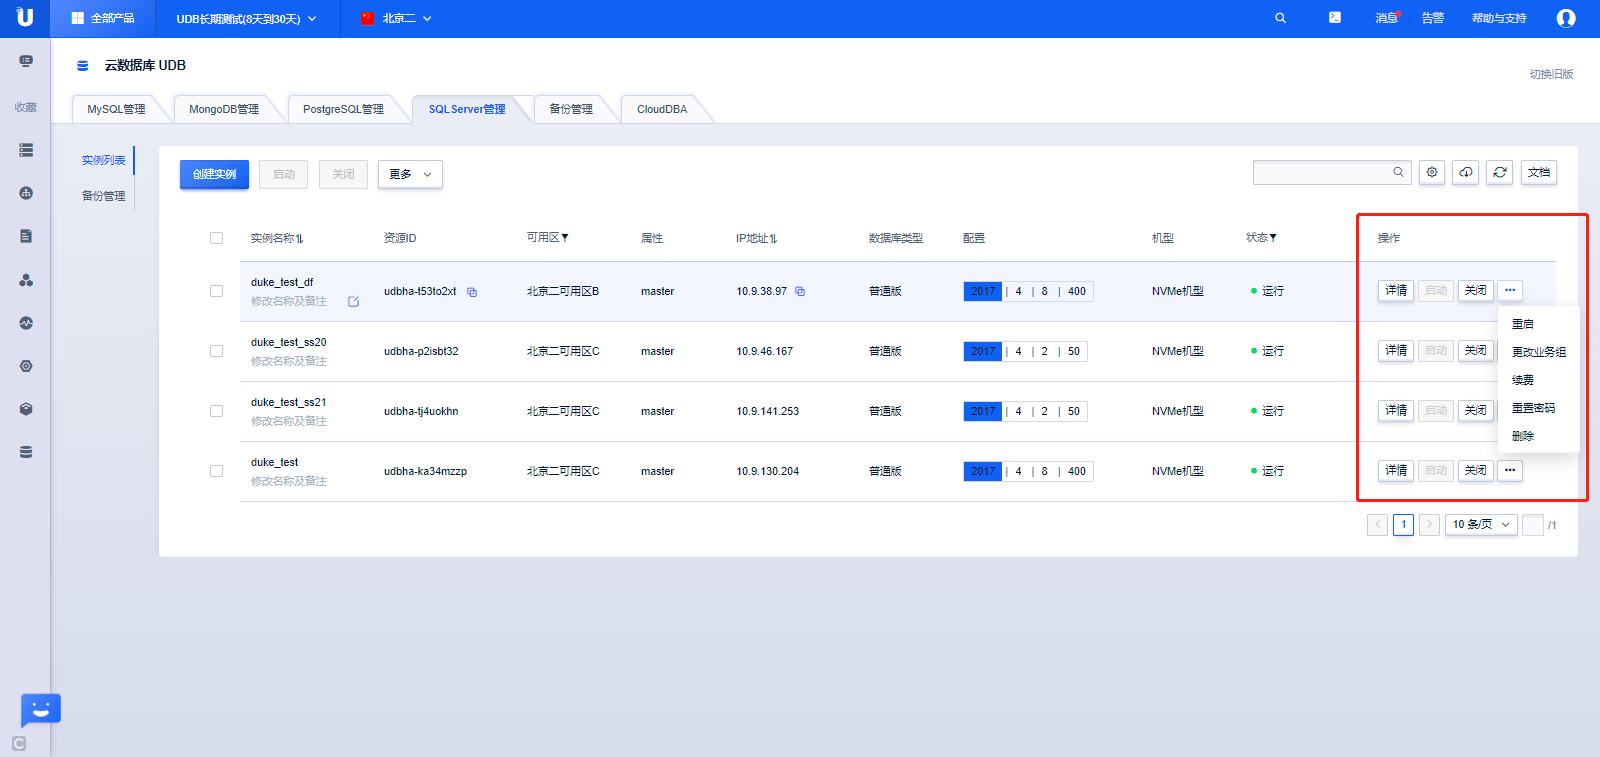 U 全部产品 UDB长期测试(8天到30天) 北京二 消息 告警 帮助与支持
云数据库 UDB
切换旧版
收藏
MySQL管理 MongoDB管理 PostgreSQL管理 SQLServer管理 备份管理 CloudDBA
实例列表
备份管理
创建实例 启动 关闭 更多 文档
实例名称 资源ID 可用区 属性 IP地址 数据库类型 配置 机型 状态 操作
duke_test_df
修改名称及备注
udbha-t53to2xt 北京二可用区B master 10.9.38.97 普通版 2017 | 4 | 8 | 400 NVMe机型 运行 详情 启动 关闭 •••
duke_test_ss20
修改名称及备注
udbha-p2isbt32 北京二可用区C master 10.9.46.167 普通版 2017 | 4 | 2 | 50 NVMe机型 运行 详情 启动 关闭
duke_test_ss21
修改名称及备注
udbha-tj4uokhn 北京二可用区C master 10.9.141.253 普通版 2017 | 4 | 2 | 50 NVMe机型 运行 详情 启动 关闭
duke_test
修改名称及备注
udbha-ka34mzzp 北京二可用区C master 10.9.130.204 普通版 2017 | 4 | 8 | 400 NVMe机型 运行 详情 启动 关闭 •••
重启
更改业务组
续费
重置密码
删除
1 10 条/页 /1
C